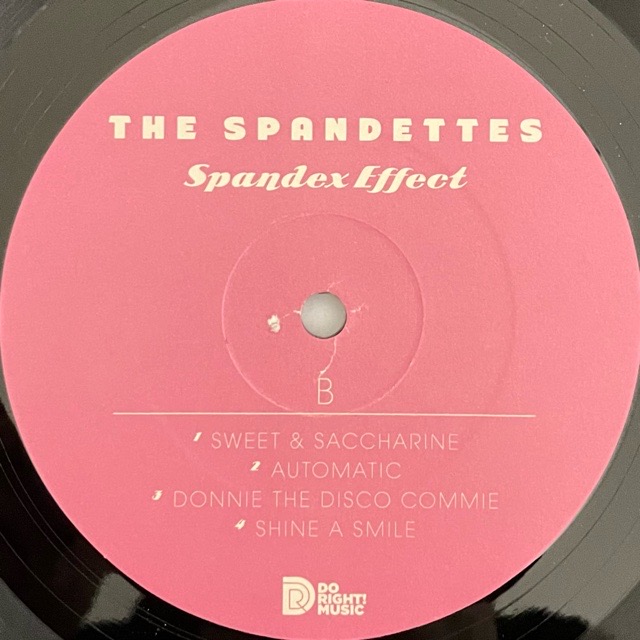 THE SPANDETTES
Spandex Effect
B
1 SWEET & SACCHARINE
2 AUTOMATIC
3 DONNIE THE DISCO COMMIE
4 SHINE A SMILE
DO
RIGHT!
MUSIC